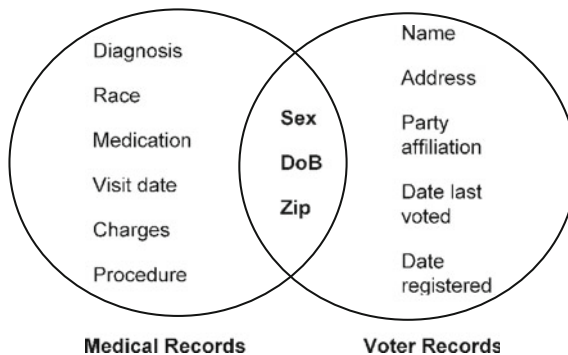 Diagnosis
Race
Medication
Visit date
Charges
Procedure
Sex
DoB
Zip
Name
Address
Party
affiliation
Date last
voted
Date
registered
Medical Records
Voter Records